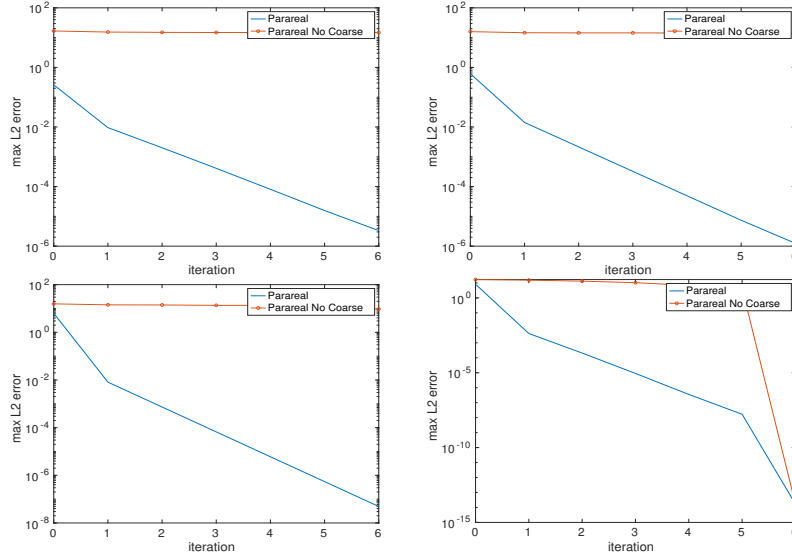 10^2
Parareal
Parareal No Coarse
10^0
10^-2
10^-4
10^-6
max L2 error
0 1 2 3 4 5 6
iteration
10^2
Parareal
Parareal No Coarse
10^0
10^-2
10^-4
10^-6
max L2 error
0 1 2 3 4 5
iteration
10^2
Parareal
Parareal No Coarse
10^0
10^-2
10^-4
10^-6
10^-8
max L2 error
0 1 2 3 4 5 6
iteration
Parareal
Parareal No Coarse
10^0
10^-5
10^-10
10^-15
max L2 error
0 1 2 3 4 5
iteration